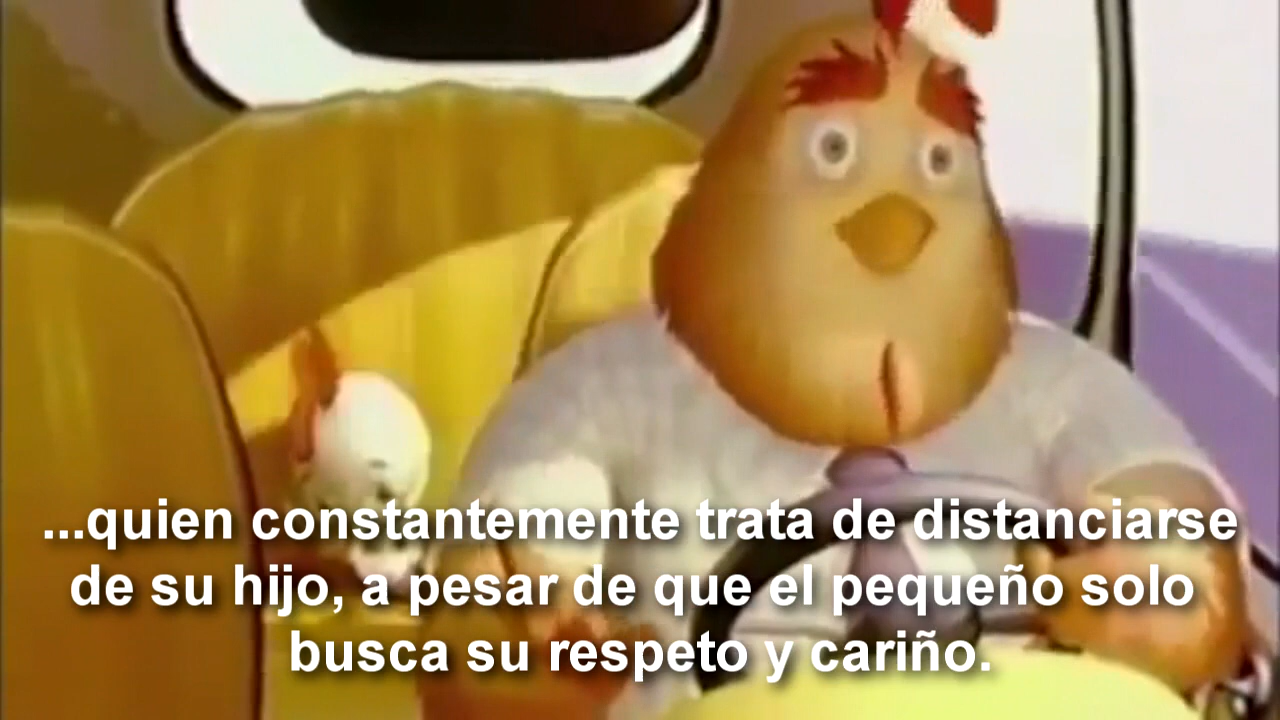 ...quien constantemente trata de distanciarse
de su hijo, a pesar de que el pequeño solo
busca su respeto y cariño.